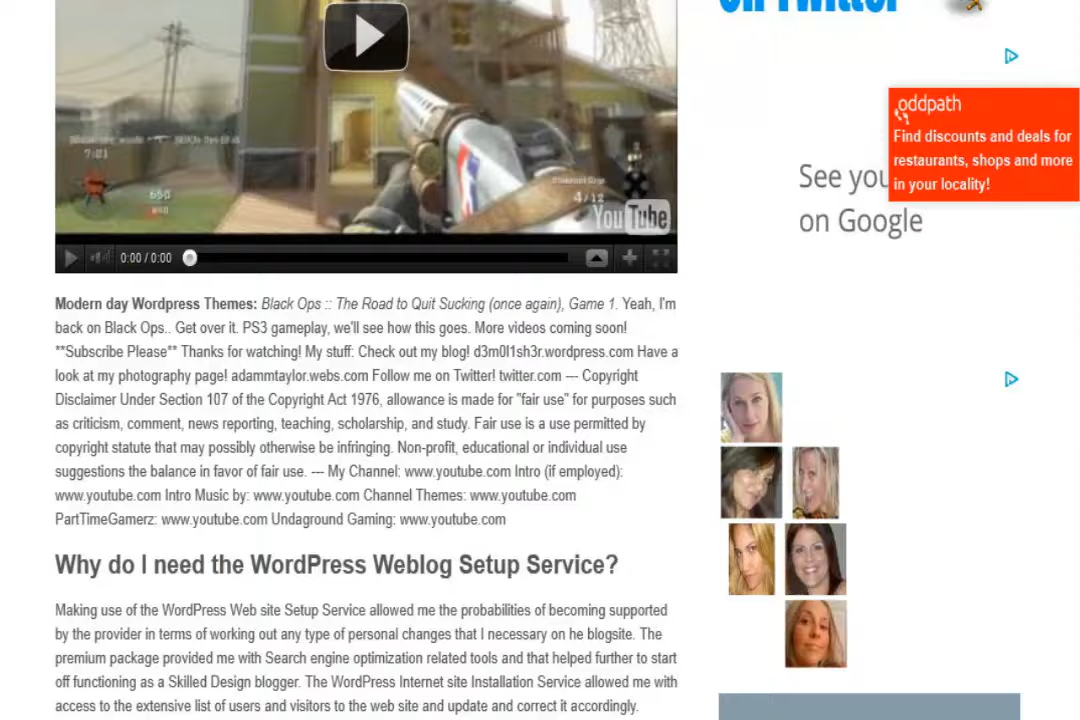 on Twitter
7:01
650
4/12
YouTube
0:00 / 0:00
oddpath
Find discounts and deals for
restaurants, shops and more
in your locality!
See you
on Google
Modern day Wordpress Themes: Black Ops :: The Road to Quit Sucking (once again), Game 1. Yeah, I'm
back on Black Ops.. Get over it. PS3 gameplay, we'll see how this goes. More videos coming soon!
**Subscribe Please** Thanks for watching! My stuff: Check out my blog! d3m0l1sh3r.wordpress.com Have a
look at my photography page! adammtaylor.webs.com Follow me on Twitter! twitter.com --- Copyright
Disclaimer Under Section 107 of the Copyright Act 1976, allowance is made for "fair use" for purposes such
as criticism, comment, news reporting, teaching, scholarship, and study. Fair use is a use permitted by
copyright statute that may possibly otherwise be infringing. Non-profit, educational or individual use
suggestions the balance in favor of fair use. --- My Channel: www.youtube.com Intro (if employed):
www.youtube.com Intro Music by: www.youtube.com Channel Themes: www.youtube.com
PartTimeGamerz: www.youtube.com Undaground Gaming: www.youtube.com
Why do I need the WordPress Weblog Setup Service?
Making use of the WordPress Web site Setup Service allowed me the probabilities of becoming supported
by the provider in terms of working out any type of personal changes that I necessary on he blogsite. The
premium package provided me with Search engine optimization related tools and that helped further to start
off functioning as a Skilled Design blogger. The WordPress Internet site Installation Service allowed me with
access to the extensive list of users and visitors to the web site and update and correct it accordingly.